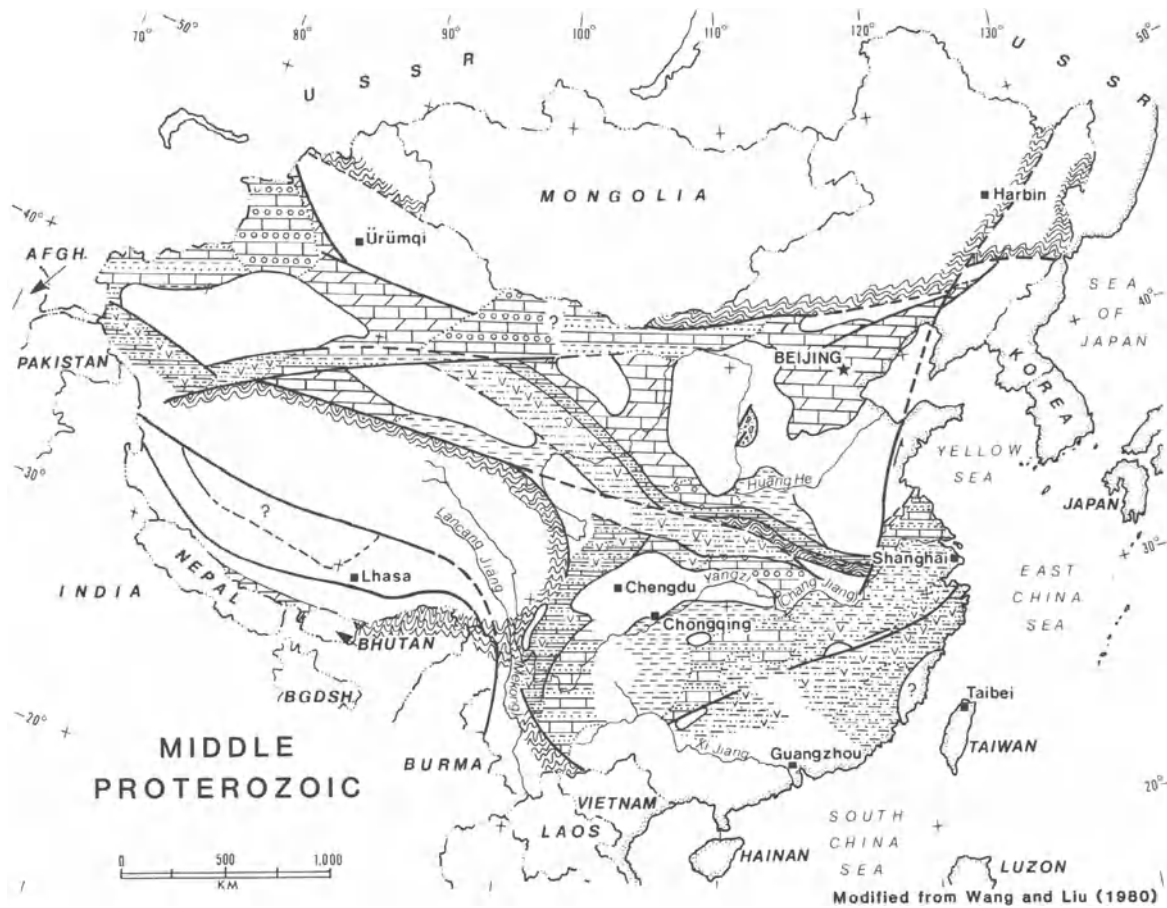 70° 50° 80° 90° 100° 110° 120° 130° 50°
U S S R
U S S R
MONGOLIA
Harbin
Ürümqi
40°
AFGH.
SEA
OF
JAPAN
40°
?
PAKISTAN
BEIJING
KOREA
YELLOW
SEA
30°
Huang He
JAPAN
?
Lancang Jiang
Shanghai
30°
NEPAL
Lhasa
INDIA
Chengdu
Yangzi
(Chang Jiang)
EAST
CHINA
SEA
Chongqing
BHUTAN
BGDSH.
Mekong
?
Taibei
20°
MIDDLE
PROTEROZOIC
BURMA
Xi Jiang
Guangzhou
TAIWAN
20°
VIETNAM
LAOS
SOUTH
CHINA
SEA
HAINAN
LUZON
0 500 1,000
KM
Modified from Wang and Liu (1980)